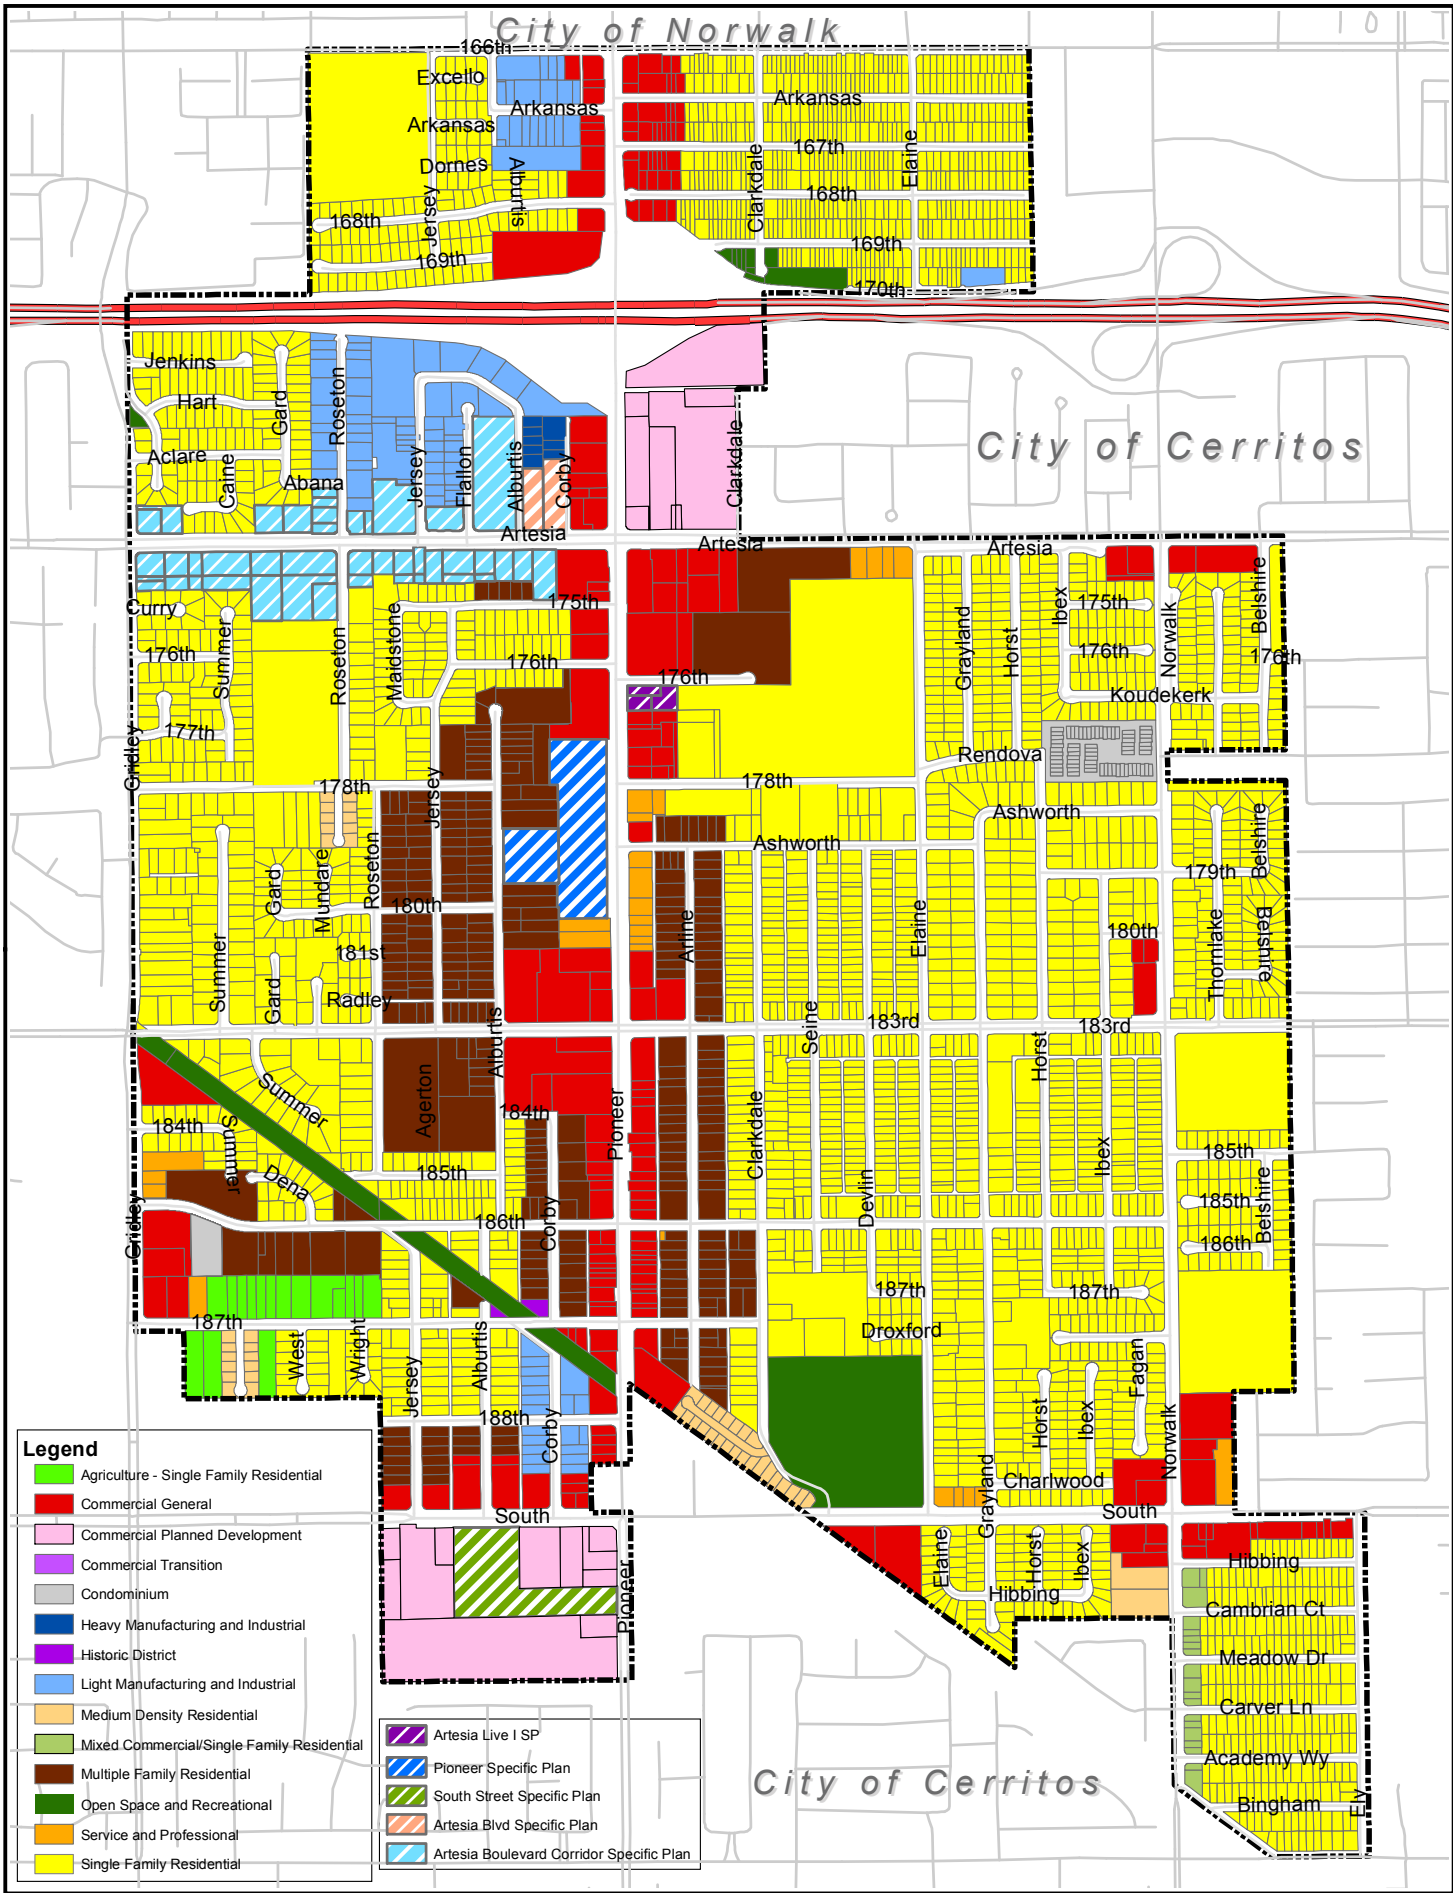 City of Norwalk
166th
Excello
Arkansas
Arkansas
Arkansas
Elaine
167th
Dornes
Alburtis
Clarkdale
168th
168th
Jersey
169th
169th
170th
Jenkins
Hart
Gard
Roseton
City of Cerritos
Aclare
Caine
Abana
Jersey
Flallon
Alburtis
Corby
Clarkdale
Artesia
Artesia
Artesia
Curry
Summer
Maidstone
175th
175th
Ibex
Norwalk
Belshire
176th
Roseton
176th
176th
Grayland
Horst
176th
176th
Koudekerk
Gridley
177th
Rendova
178th
Jersey
178th
Ashworth
Ashworth
Belshire
Gard
Mundare
Roseton
179th
180th
Summer
Arline
Elaine
180th
Thornlake
Belshire
181st
Gard
Radley
Alburtis
Seine
183rd
183rd
Summer
Agerton
Horst
184th
Summer
184th
Pioneer
Clarkdale
Ibex
185th
Dena
185th
Devlin
185th
Belshire
Gridley
186th
Corby
186th
187th
187th
187th
West
Wright
Alburtis
Droxford
Jersey
Fagan
188th
Corby
Horst
Ibex
Norwalk
Grayland
Charlwood
South
South
Elaine
Horst
Ibex
Hibbing
Pioneer
Hibbing
Cambrian Ct
Meadow Dr
Carver Ln
Academy Wy
Bingham
Ely
City of Cerritos
Legend
Agriculture - Single Family Residential
Commercial General
Commercial Planned Development
Commercial Transition
Condominium
Heavy Manufacturing and Industrial
Historic District
Light Manufacturing and Industrial
Medium Density Residential
Mixed Commercial/Single Family Residential
Multiple Family Residential
Open Space and Recreational
Service and Professional
Single Family Residential
Artesia Live I SP
Pioneer Specific Plan
South Street Specific Plan
Artesia Blvd Specific Plan
Artesia Boulevard Corridor Specific Plan